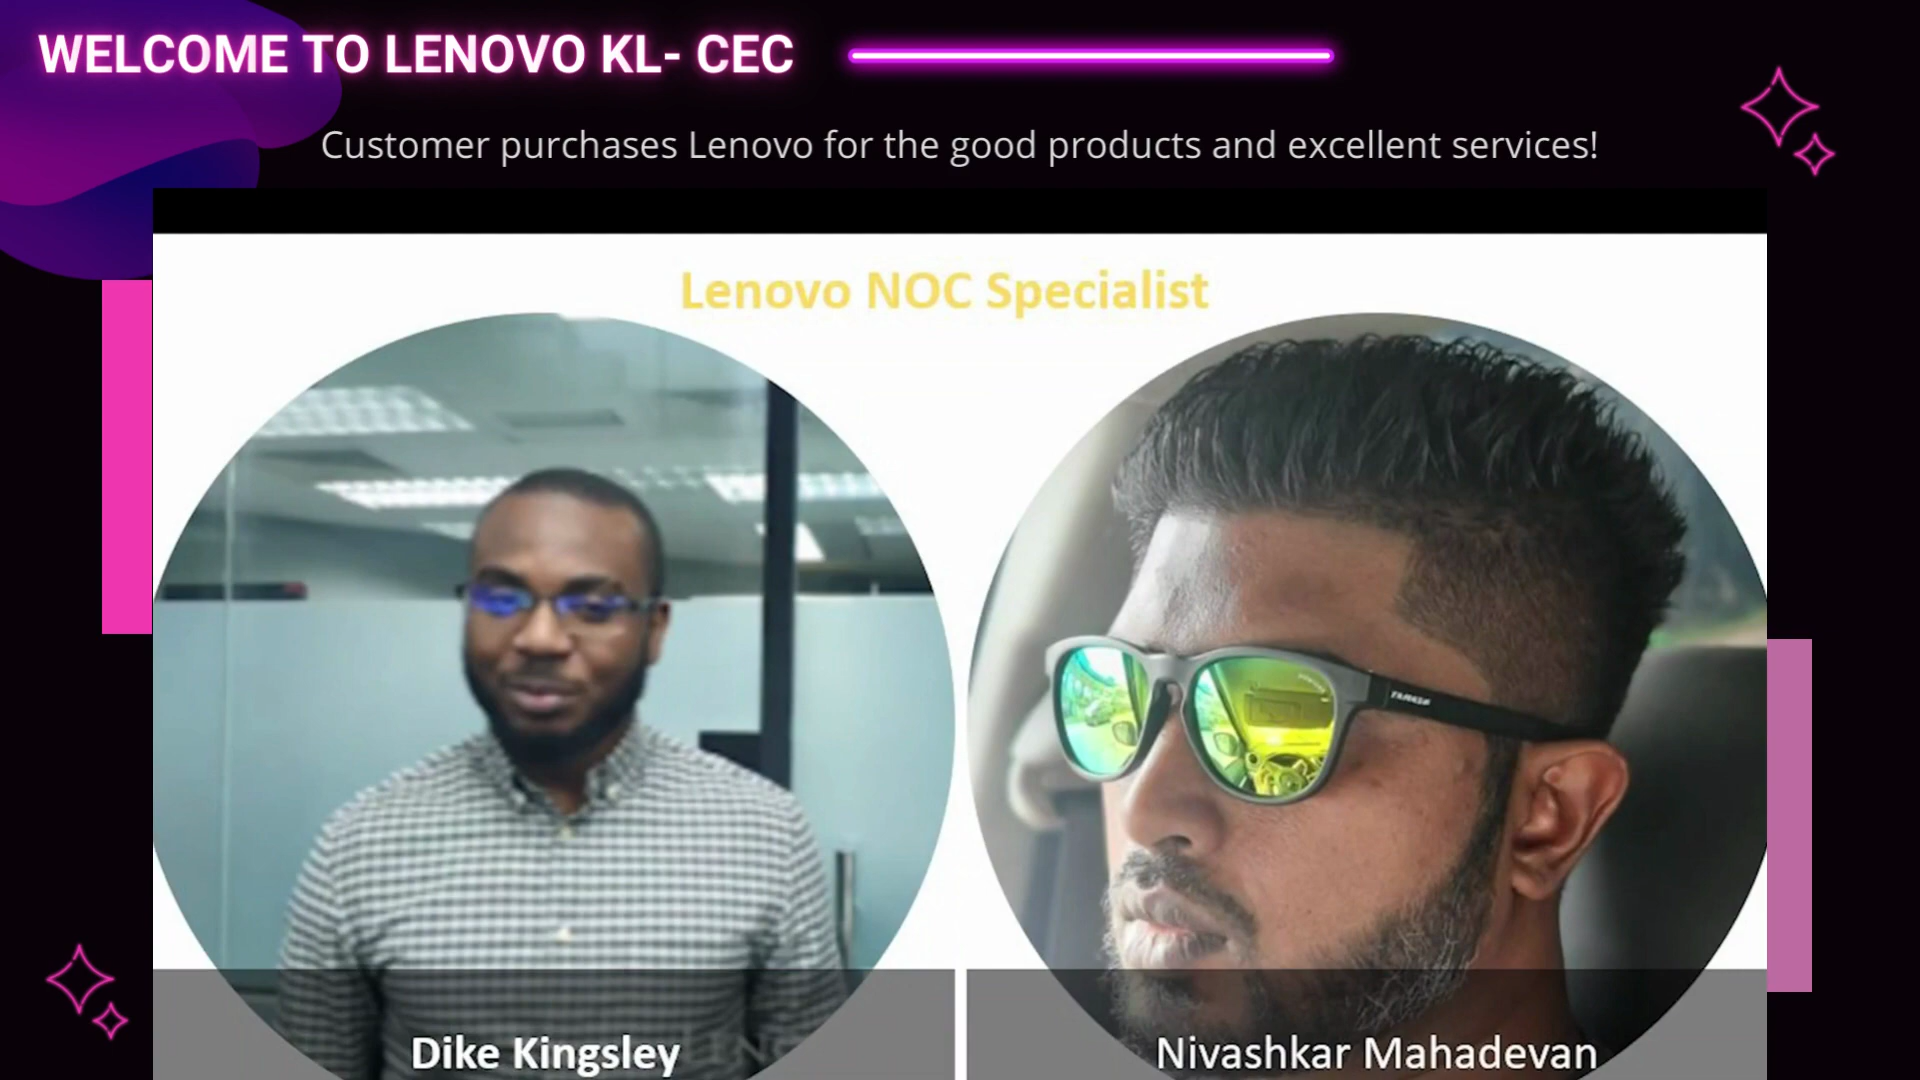 WELCOME TO LENOVO KL- CEC
Customer purchases Lenovo for the good products and excellent services!
Lenovo NOC Specialist
Dike Kingsley
Nivashkar Mahadevan